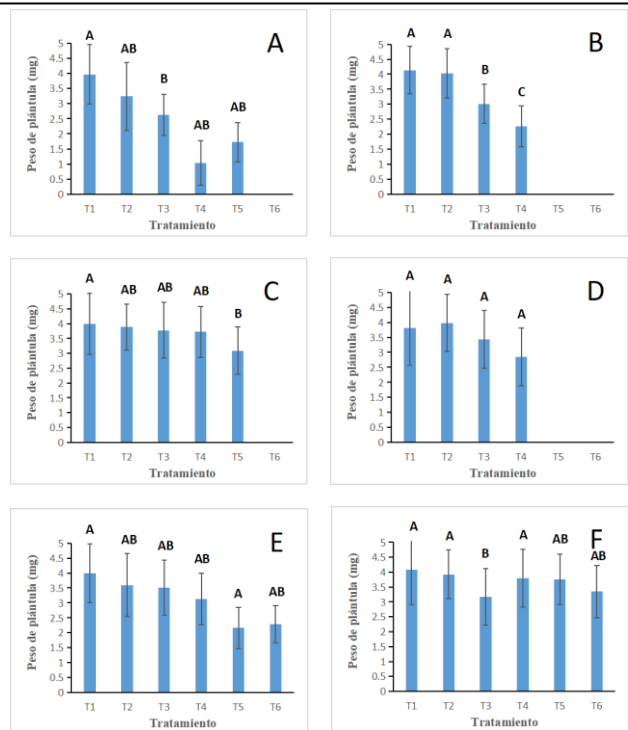 A
Peso de plántula (mg)
5
4.5
4
3.5
3
2.5
2
1.5
1
0.5
0
A
AB
B
AB
AB
T1 T2 T3 T4 T5 T6
Tratamiento
B
Peso de plántula (mg)
5
4.5
4
3.5
3
2.5
2
1.5
1
0.5
0
A
A
B
C
T1 T2 T3 T4 T5 T6
Tratamiento
C
Peso de plántula (mg)
5
4.5
4
3.5
3
2.5
2
1.5
1
0.5
0
A
AB
AB
AB
B
T1 T2 T3 T4 T5 T6
Tratamiento
D
Peso de plántula (mg)
5
4.5
4
3.5
3
2.5
2
1.5
1
0.5
0
A
A
A
A
T1 T2 T3 T4 T5 T6
Tratamiento
E
Peso de plántula (mg)
5
4.5
4
3.5
3
2.5
2
1.5
1
0.5
0
A
AB
AB
AB
A
AB
T1 T2 T3 T4 T5 T6
Tratamiento
F
Peso de plántula (mg)
5
4.5
4
3.5
3
2.5
2
1.5
1
0.5
0
A
A
B
A
AB
AB
T1 T2 T3 T4 T5 T6
Tratamiento